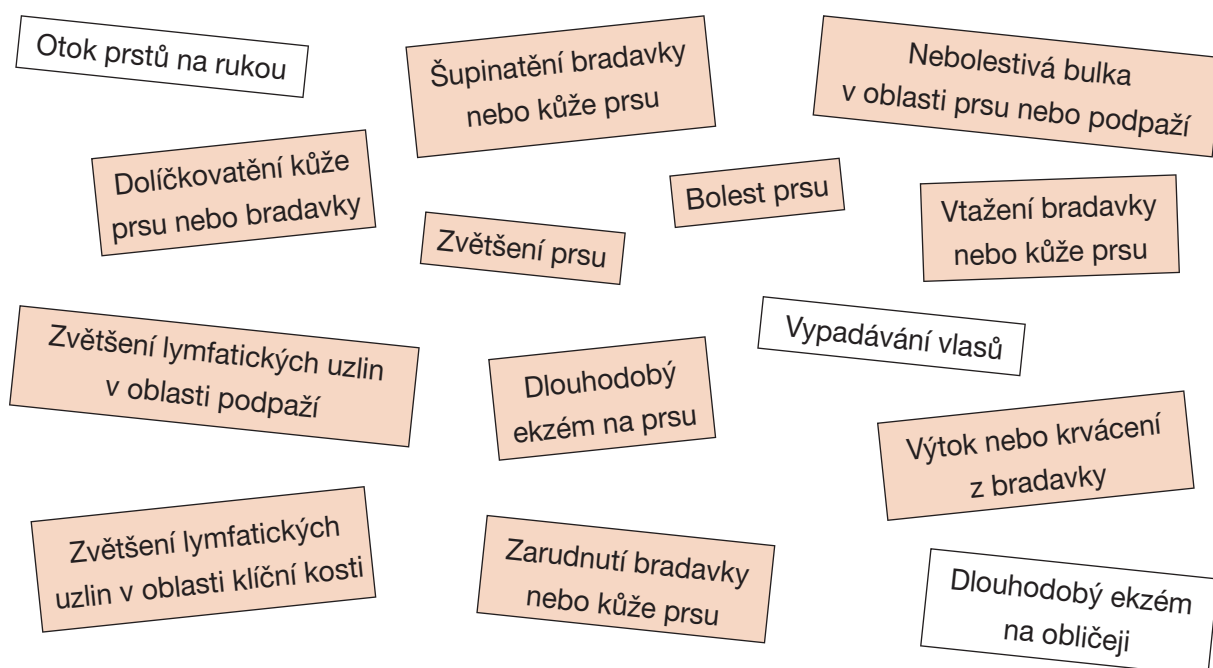 Otok prstů na rukou
Šupinatění bradavky
nebo kůže prsu
Nebolestivá bulka
v oblasti prsu nebo podpaží
Dolíčkovatění kůže
prsu nebo bradavky
Zvětšení prsu
Bolest prsu
Vtažení bradavky
nebo kůže prsu
Zvětšení lymfatických uzlin
v oblasti podpaží
Dlouhodobý
ekzém na prsu
Vypadávání vlasů
Výtok nebo krvácení
z bradavky
Zvětšení lymfatických
uzlin v oblasti klíční kosti
Zarudnutí bradavky
nebo kůže prsu
Dlouhodobý ekzém
na obličeji